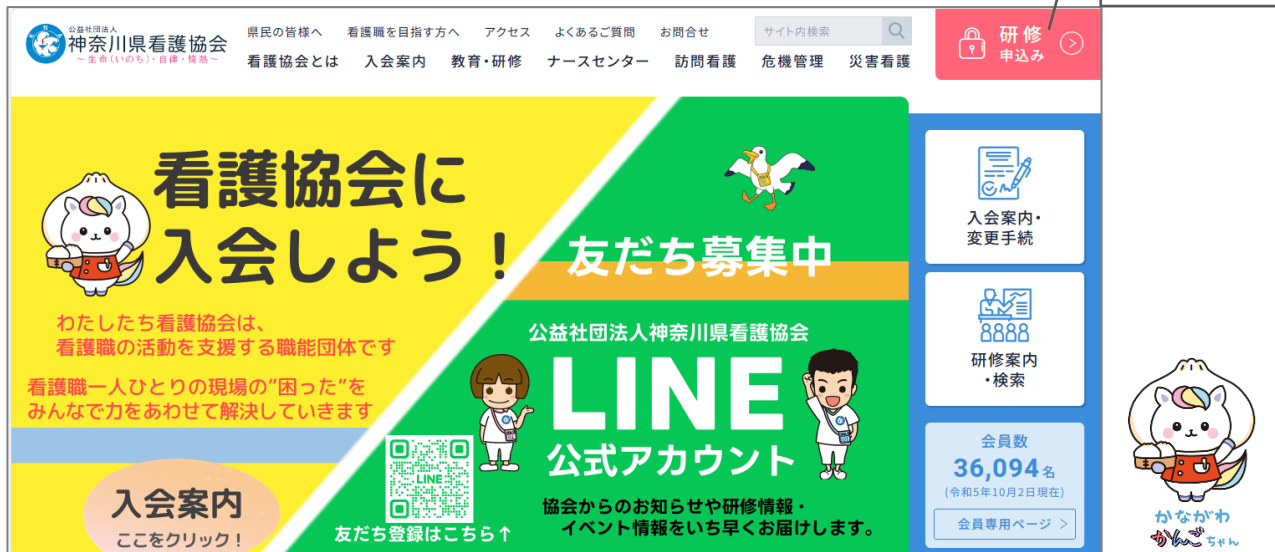 公益社団法人
神奈川県看護協会
～生命(いのち)・自律・情熱～
県民の皆様へ 看護職を目指す方へ アクセス よくあるご質問 お問合せ
サイト内検索
看護協会とは 入会案内 教育・研修 ナースセンター 訪問看護 危機管理 災害看護
研修
申込み
看護協会に
入会しよう！
わたしたち看護協会は、
看護職の活動を支援する職能団体です
看護職一人ひとりの現場の"困った"を
みんなで力をあわせて解決していきます
入会案内
ここをクリック！
友だち募集中
公益社団法人神奈川県看護協会
LINE
公式アカウント
LINE
友だち登録はこちら↑
協会からのお知らせや研修情報・
イベント情報をいち早くお届けします。
入会案内・
変更手続
研修案内
・検索
会員数
36,094名
(令和5年10月2日現在)
会員専用ページ
かながわ
かんごちゃん